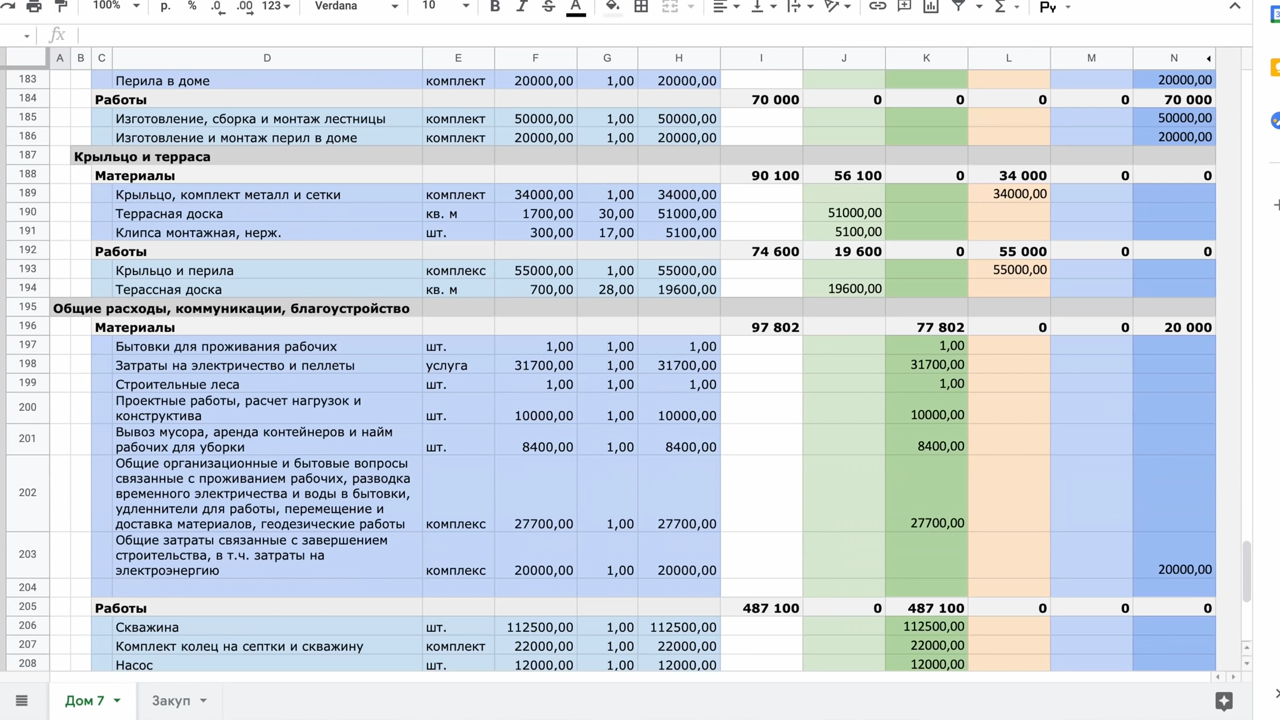 100% р. % .0 .00 123 Verdana 10 B I S A Σ Ру
fx
A B C D E F G H I J K L M N
183 Перила в доме комплект 20000,00 1,00 20000,00 20000,00
184 Работы 70 000 0 0 0 0 70 000
185 Изготовление, сборка и монтаж лестницы комплект 50000,00 1,00 50000,00 50000,00
186 Изготовление и монтаж перил в доме комплект 20000,00 1,00 20000,00 20000,00
187 Крыльцо и терраса
188 Материалы 90 100 56 100 0 34 000 0 0
189 Крыльцо, комплект металл и сетки комплект 34000,00 1,00 34000,00 34000,00
190 Террасная доска кв. м 1700,00 30,00 51000,00 51000,00
191 Клипса монтажная, нерж. шт. 300,00 17,00 5100,00 5100,00
192 Работы 74 600 19 600 0 55 000 0 0
193 Крыльцо и перила комплекс 55000,00 1,00 55000,00 55000,00
194 Терассная доска кв. м 700,00 28,00 19600,00 19600,00
195 Общие расходы, коммуникации, благоустройство
196 Материалы 97 802 77 802 0 0 20 000
197 Бытовки для проживания рабочих шт. 1,00 1,00 1,00 1,00
198 Затраты на электричество и пеллеты услуга 31700,00 1,00 31700,00 31700,00
199 Строительные леса шт. 1,00 1,00 1,00 1,00
200 Проектные работы, расчет нагрузок и
конструктива шт. 10000,00 1,00 10000,00 10000,00
201 Вывоз мусора, аренда контейнеров и найм
рабочих для уборки шт. 8400,00 1,00 8400,00 8400,00
Общие организационные и бытовые вопросы
связанные с проживанием рабочих, разводка
202 временного электричества и воды в бытовки,
удленнители для работы, перемещение и
доставка материалов, геодезические работы комплекс 27700,00 1,00 27700,00 27700,00
Общие затраты связанные с завершением
203 строительства, в т.ч. затраты на
электроэнергию комплекс 20000,00 1,00 20000,00 20000,00
204
205 Работы 487 100 0 487 100 0 0 0
206 Скважина шт. 112500,00 1,00 112500,00 112500,00
207 Комплект колец на септки и скважину комплект 22000,00 1,00 22000,00 22000,00
208 Насос шт. 12000,00 1,00 12000,00 12000,00
Дом 7 Закуп